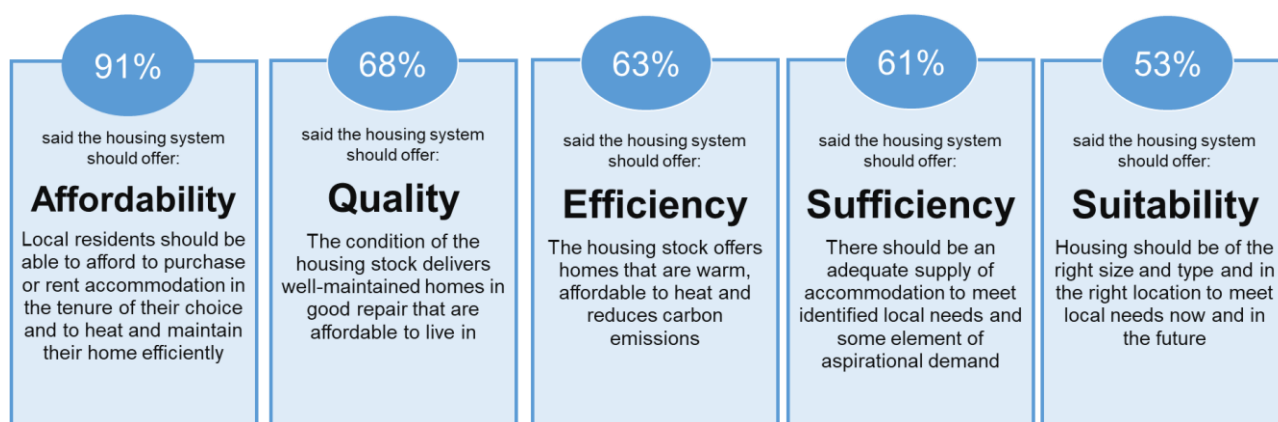 91%
said the housing system
should offer:
Affordability
Local residents should be
able to afford to purchase
or rent accommodation in
the tenure of their choice
and to heat and maintain
their home efficiently
68%
said the housing system
should offer:
Quality
The condition of the
housing stock delivers
well-maintained homes in
good repair that are
affordable to live in
63%
said the housing system
should offer:
Efficiency
The housing stock offers
homes that are warm,
affordable to heat and
reduces carbon
emissions
61%
said the housing system
should offer:
Sufficiency
There should be an
adequate supply of
accommodation to meet
identified local needs and
some element of
aspirational demand
53%
said the housing system
should offer:
Suitability
Housing should be of the
right size and type and in
the right location to meet
local needs now and in
the future